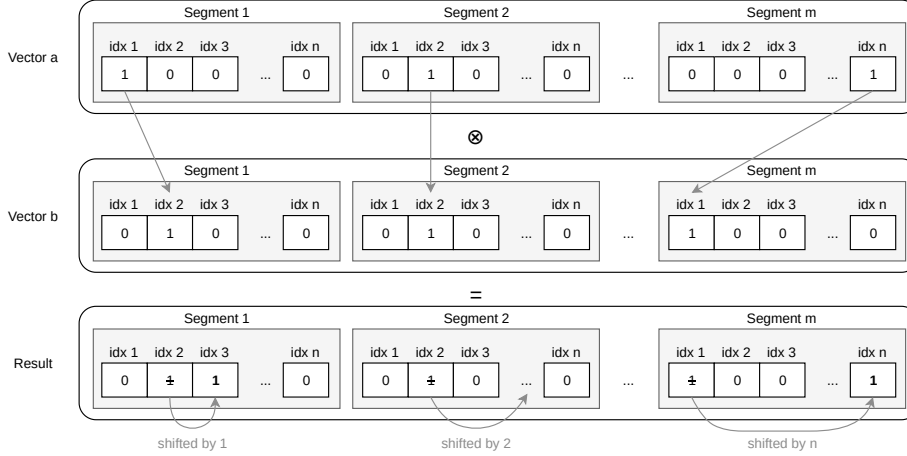 Segment 1 Segment 2 Segment m
idx 1 idx 2 idx 3 idx n idx 1 idx 2 idx 3 idx n idx 1 idx 2 idx 3 idx n
Vector a 1 0 0 ... 0 0 1 0 ... 0 ... 0 0 0 ... 1
⊗
Segment 1 Segment 2 Segment m
idx 1 idx 2 idx 3 idx n idx 1 idx 2 idx 3 idx n idx 1 idx 2 idx 3 idx n
Vector b 0 1 0 ... 0 0 1 0 ... 0 ... 1 0 0 ... 0
=
Segment 1 Segment 2 Segment m
idx 1 idx 2 idx 3 idx n idx 1 idx 2 idx 3 idx n idx 1 idx 2 idx 3 idx n
Result 0 1 1 ... 0 0 1 0 ... 0 ... 1 0 0 ... 1
shifted by 1 shifted by 2 shifted by n